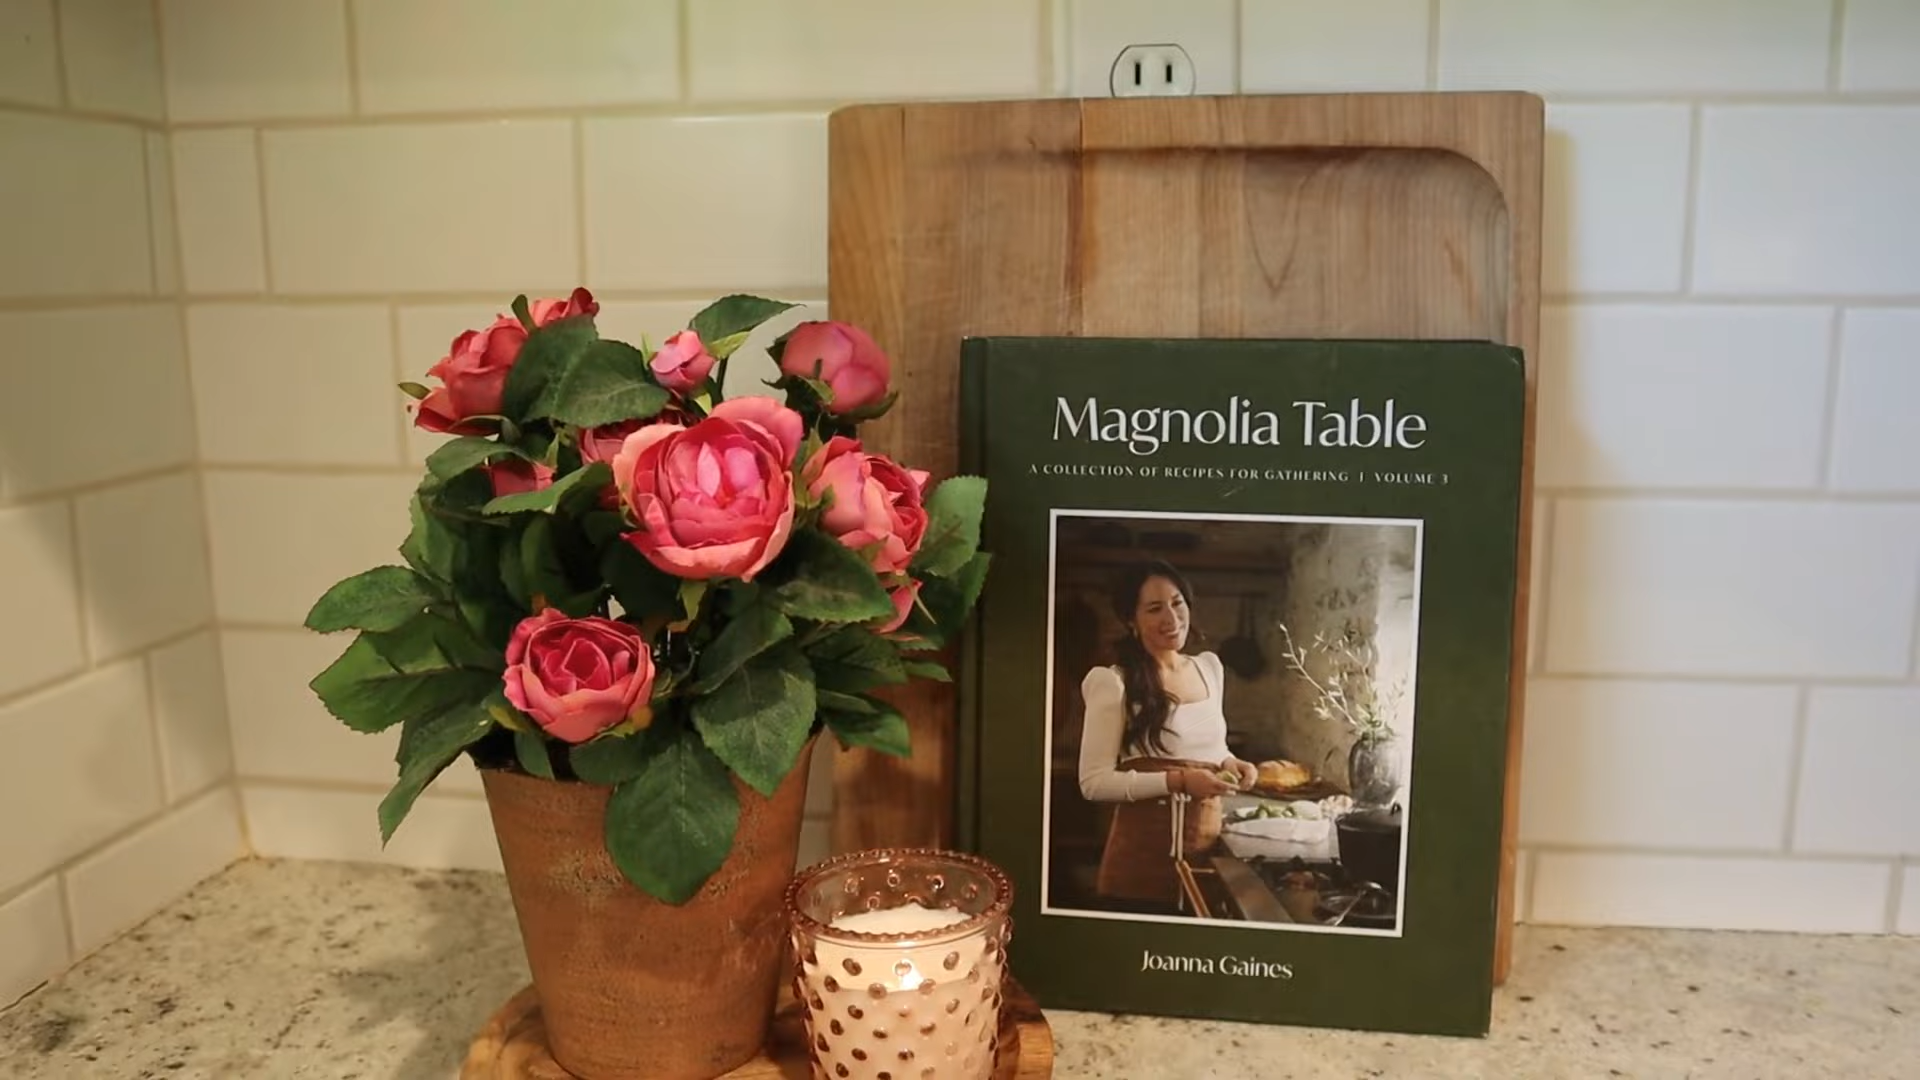 Magnolia Table
A COLLECTION OF RECIPES FOR GATHERING | VOLUME 3
Joanna Gaines